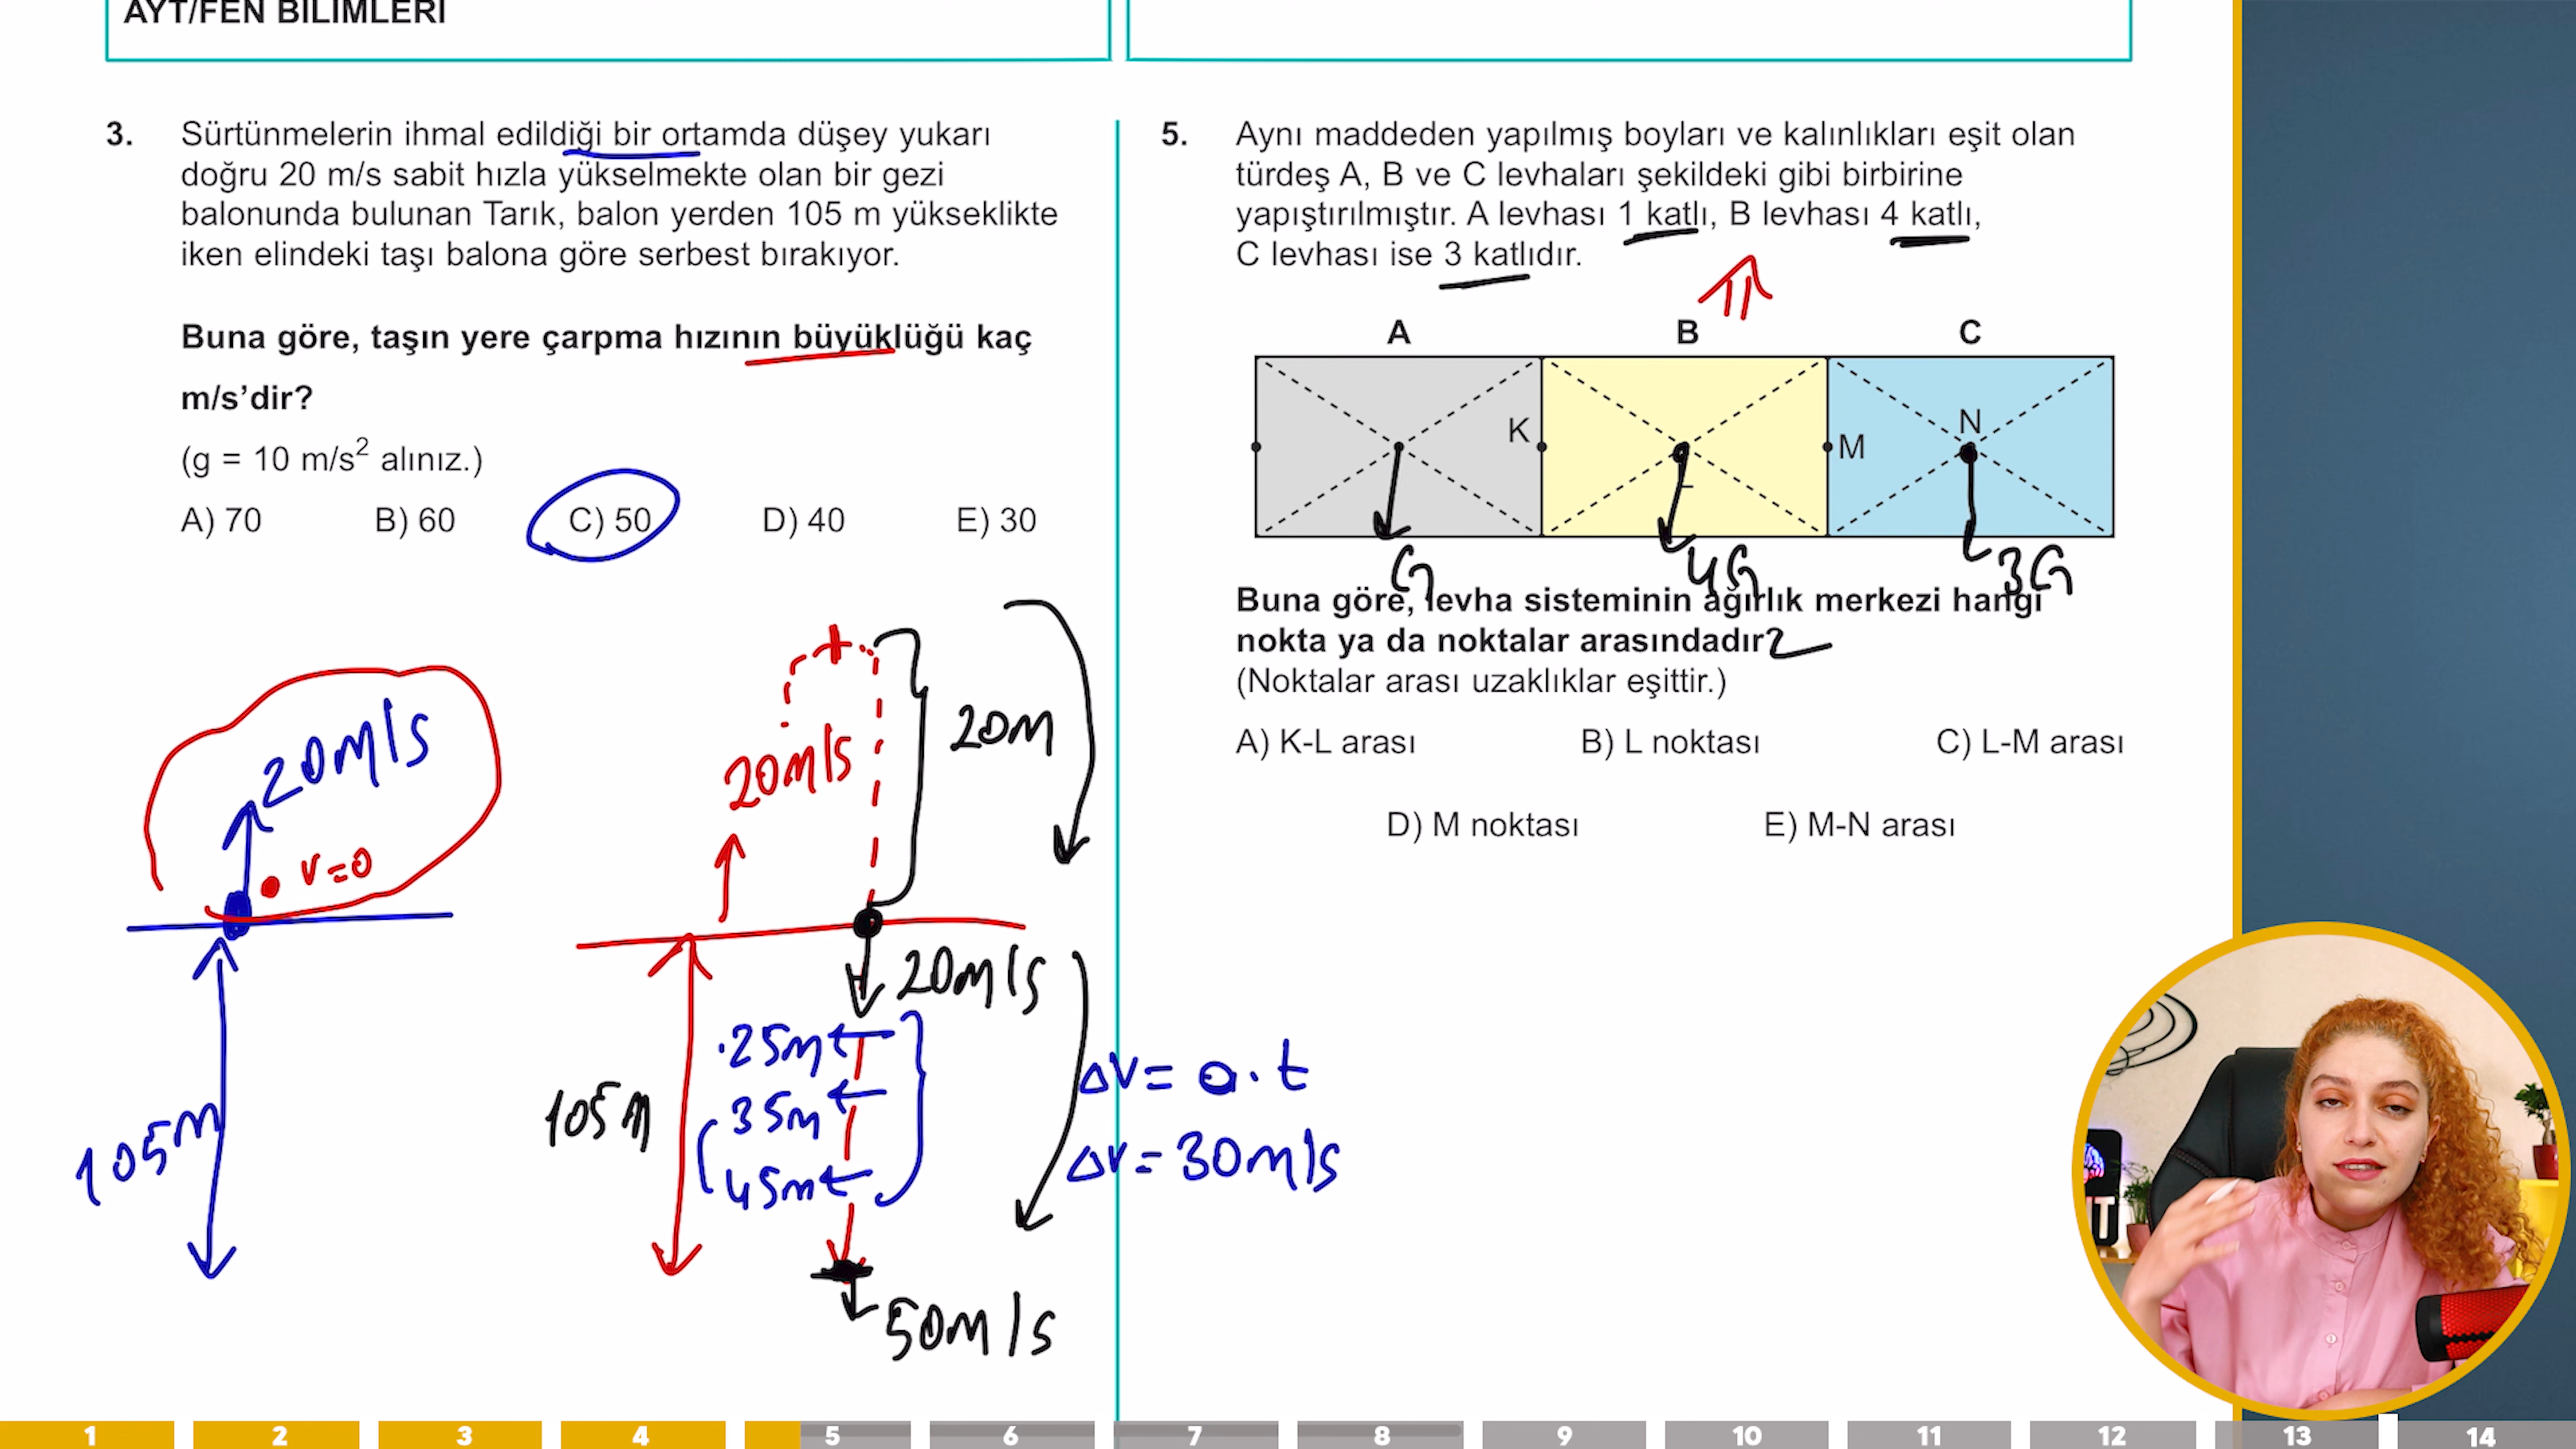 AYT/FEN BİLİMLERİ
3. Sürtünmelerin ihmal edildiği bir ortamda düşey yukarı
doğru 20 m/s sabit hızla yükselmekte olan bir gezi
balonunda bulunan Tarık, balon yerden 105 m yükseklikte
iken elindeki taşı balona göre serbest bırakıyor.
Buna göre, taşın yere çarpma hızının büyüklüğü kaç
m/s'dir?
(g = 10 m/s² alınız.)
A) 70 B) 60 C) 50 D) 40 E) 30
20m/s
v=0
105m
20m/s
20m
20m/s
25m
35m
45m
105m
50m/s
ΔV = a.t
ΔV = 30m/s
5. Aynı maddeden yapılmış boyları ve kalınlıkları eşit olan
türdeş A, B ve C levhaları şekildeki gibi birbirine
yapıştırılmıştır. A levhası 1 katlı, B levhası 4 katlı,
C levhası ise 3 katlıdır.
A B C
K M N
G 4G 3G
Buna göre, levha sisteminin ağırlık merkezi hangi
nokta ya da noktalar arasındadır?
(Noktalar arası uzaklıklar eşittir.)
A) K-L arası B) L noktası C) L-M arası
D) M noktası E) M-N arası
1 2 3 4 5 6 7 8 9 10 11 12 13 14